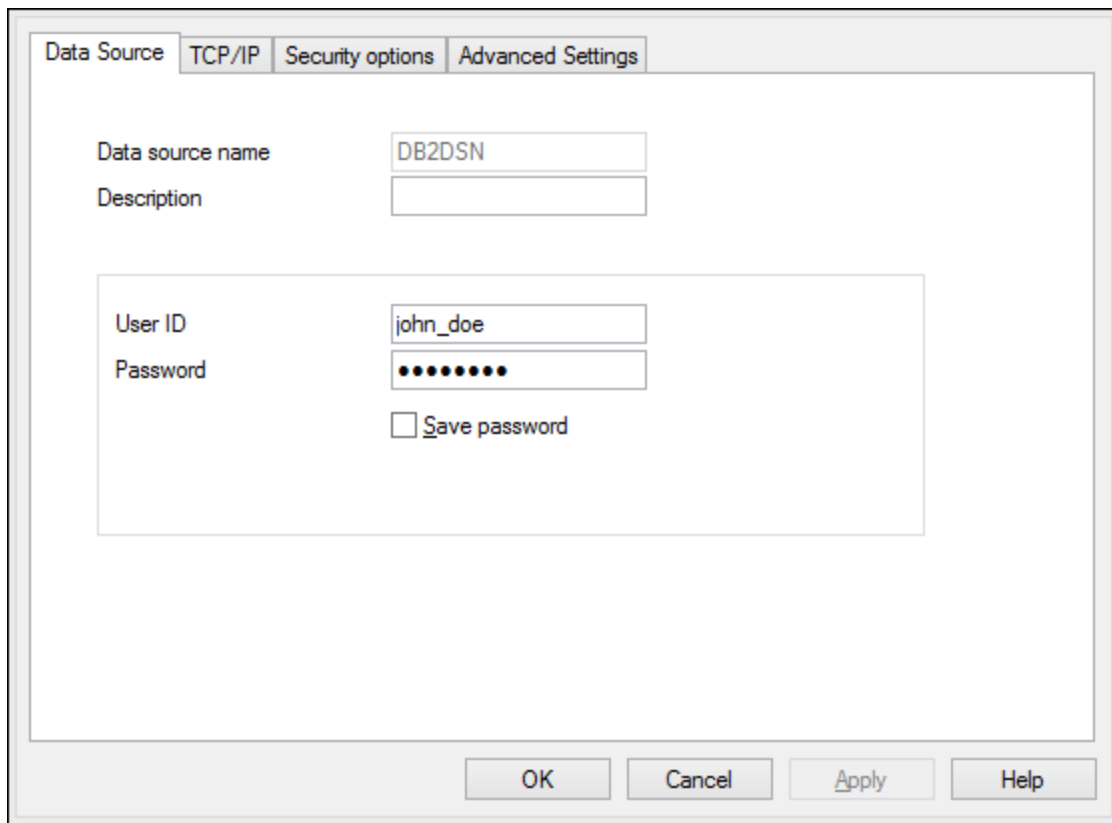 Data Source TCP/IP Security options Advanced Settings
Data source name DB2DSN
Description
User ID john_doe
Password ••••••••
Save password
OK Cancel Apply Help